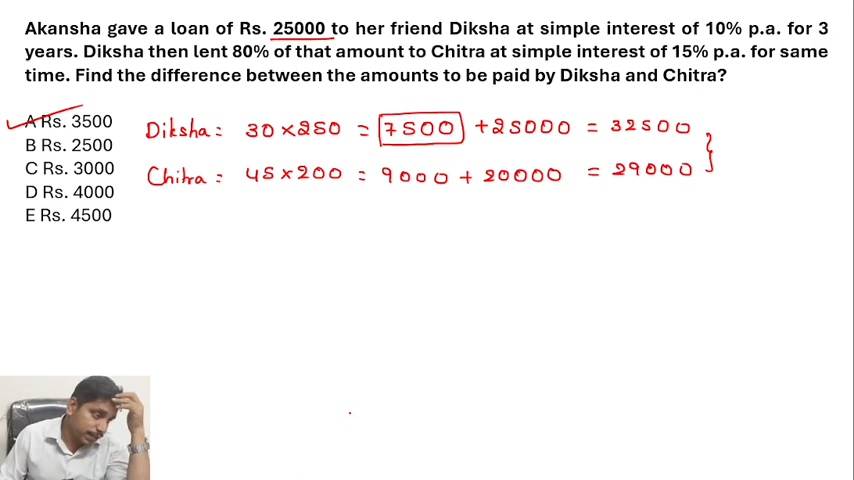 Akansha gave a loan of Rs. 25000 to her friend Diksha at simple interest of 10% p.a. for 3
years. Diksha then lent 80% of that amount to Chitra at simple interest of 15% p.a. for same
time. Find the difference between the amounts to be paid by Diksha and Chitra?
A Rs. 3500
B Rs. 2500
C Rs. 3000
D Rs. 4000
E Rs. 4500
Diksha: 30 × 250 = 7500 + 25000 = 32500
Chitra: 45 × 200 = 9000 + 20000 = 29000